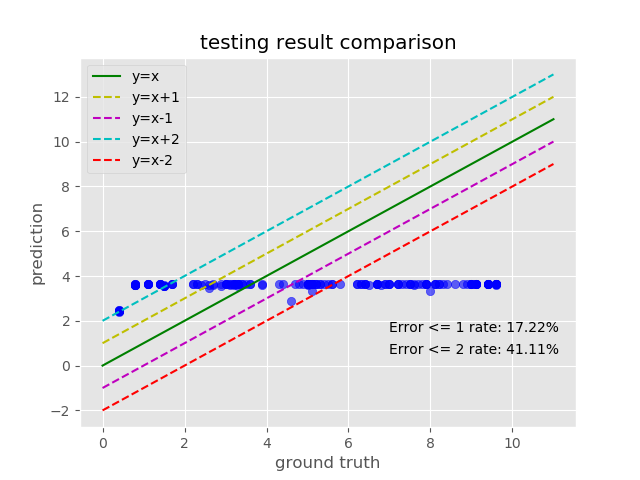 testing result comparison
y=x
y=x+1
y=x-1
y=x+2
y=x-2
12
10
8
6
4
2
0
−2
prediction
Error <= 1 rate: 17.22%
Error <= 2 rate: 41.11%
0 2 4 6 8 10
ground truth